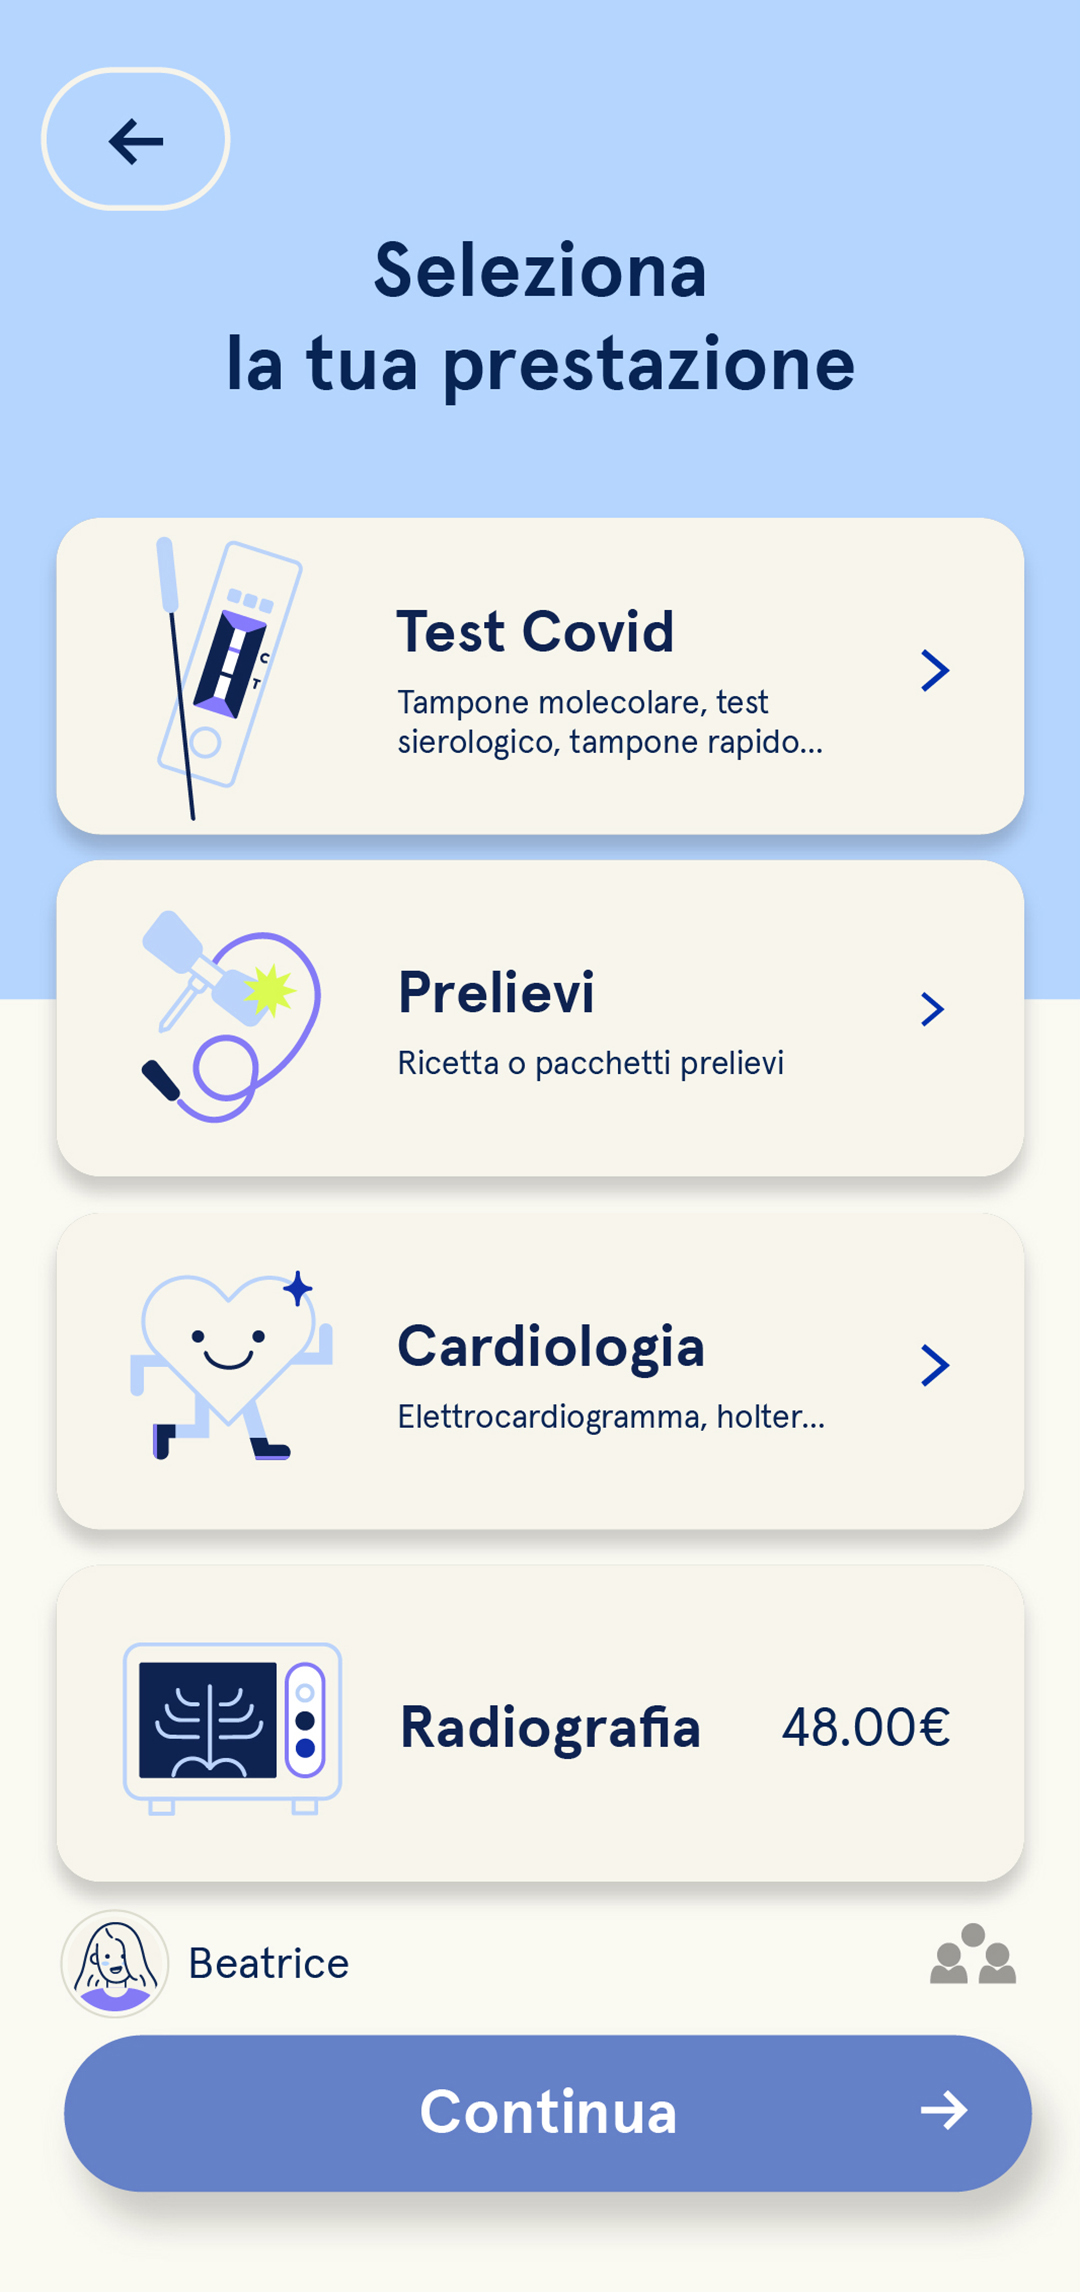 Seleziona
la tua prestazione
C
T
Test Covid
Tampone molecolare, test
sierologico, tampone rapido...
Prelievi
Ricetta o pacchetti prelievi
Cardiologia
Elettrocardiogramma, holter...
Radiografia 48.00€
Beatrice
Continua